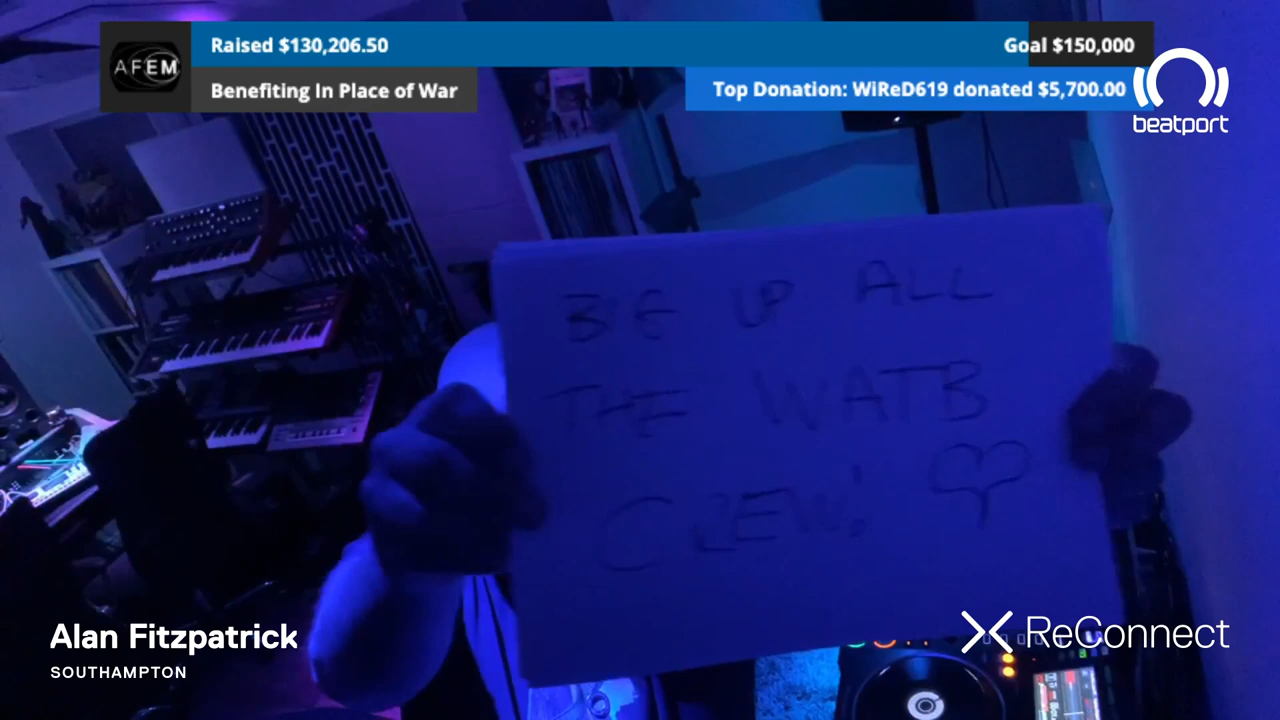 Raised $130,206.50
Goal $150,000
AFEM
Benefiting In Place of War
Top Donation: WiReD619 donated $5,700.00
beatport
BIG UP ALL
THE WATB
CREW!
Alan Fitzpatrick
SOUTHAMPTON
ReConnect